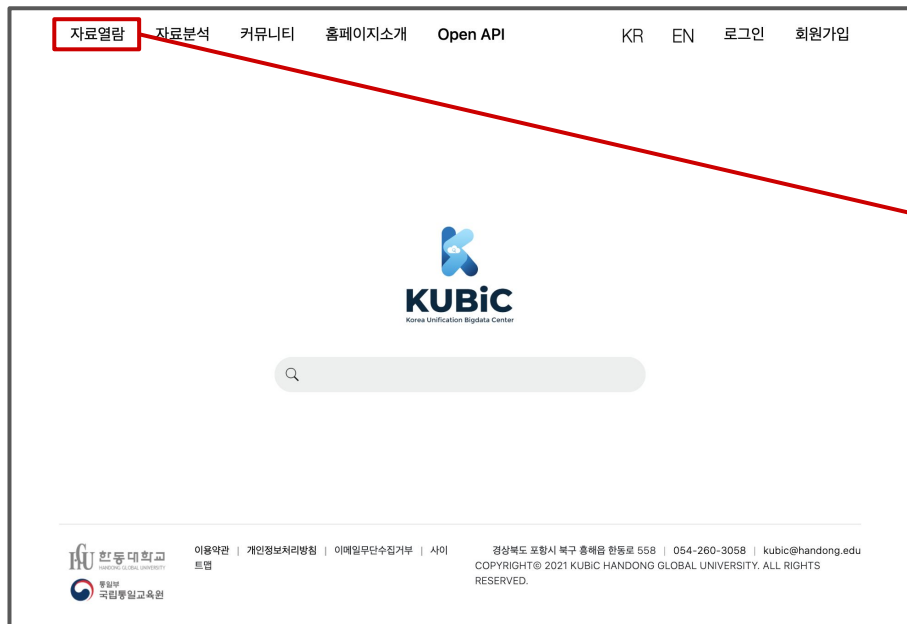 자료열람 자료분석 커뮤니티 홈페이지소개 Open API KR EN 로그인 회원가입
KUBiC
Korea Unification Bigdata Center
HGU 한동대학교
HANDONG GLOBAL UNIVERSITY
통일부
국립통일교육원
이용약관 | 개인정보처리방침 | 이메일무단수집거부 | 사이
트맵
경상북도 포항시 북구 흥해읍 한동로 558 | 054-260-3058 | kubic@handong.edu
COPYRIGHT© 2021 KUBiC HANDONG GLOBAL UNIVERSITY. ALL RIGHTS
RESERVED.